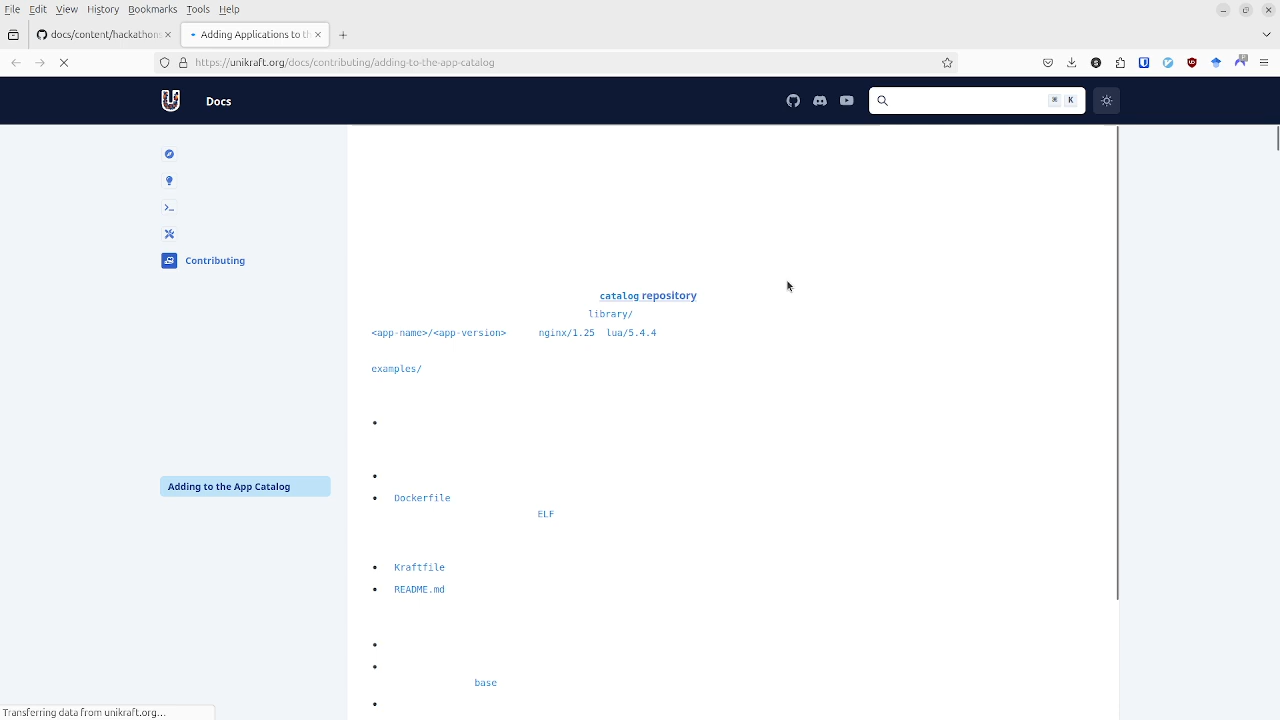 File Edit View History Bookmarks Tools Help
docs/content/hackathons
Adding Applications to th
https://unikraft.org/docs/contributing/adding-to-the-app-catalog
Docs
⌘ K
Contributing
catalog repository
library/
<app-name>/<app-version> nginx/1.25 lua/5.4.4
examples/
Adding to the App Catalog
Dockerfile
ELF
Kraftfile
README.md
base
Transferring data from unikraft.org…